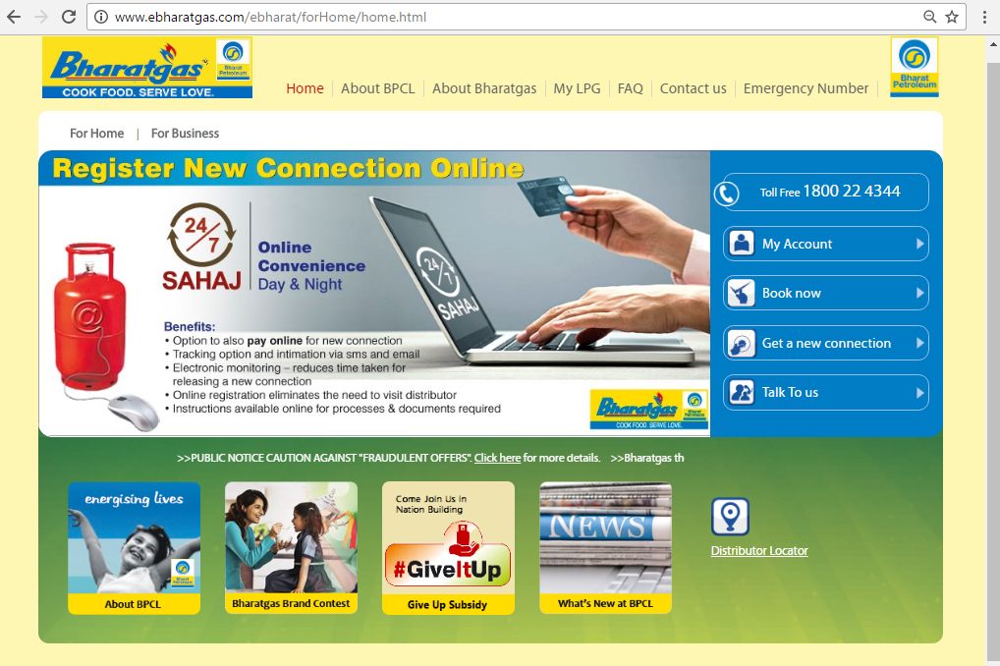 www.ebharatgas.com/ebharat/forHome/home.html
Bharatgas
COOK FOOD. SERVE LOVE.
Bharat
Petroleum
Home
About BPCL
About Bharatgas
My LPG
FAQ
Contact us
Emergency Number
Bharat
Petroleum
For Home | For Business
Register New Connection Online
24/7
SAHAJ
Online
Convenience
Day & Night
Benefits:
• Option to also pay online for new connection
• Tracking option and intimation via sms and email
• Electronic monitoring – reduces time taken for
releasing a new connection
• Online registration eliminates the need to visit distributor
• Instructions available online for processes & documents required
@
24/7
SAHAJ
Bharatgas
COOK FOOD. SERVE LOVE.
Toll Free 1800 22 4344
My Account
Book now
Get a new connection
Talk To us
>>PUBLIC NOTICE CAUTION AGAINST "FRAUDULENT OFFERS". Click here for more details. >>Bharatgas th
energising lives
Bharat
Petroleum
About BPCL
Bharatgas Brand Contest
Come Join Us In
Nation Building
#GiveItUp
Give Up Subsidy
NEWS
What's New at BPCL
Distributor Locator